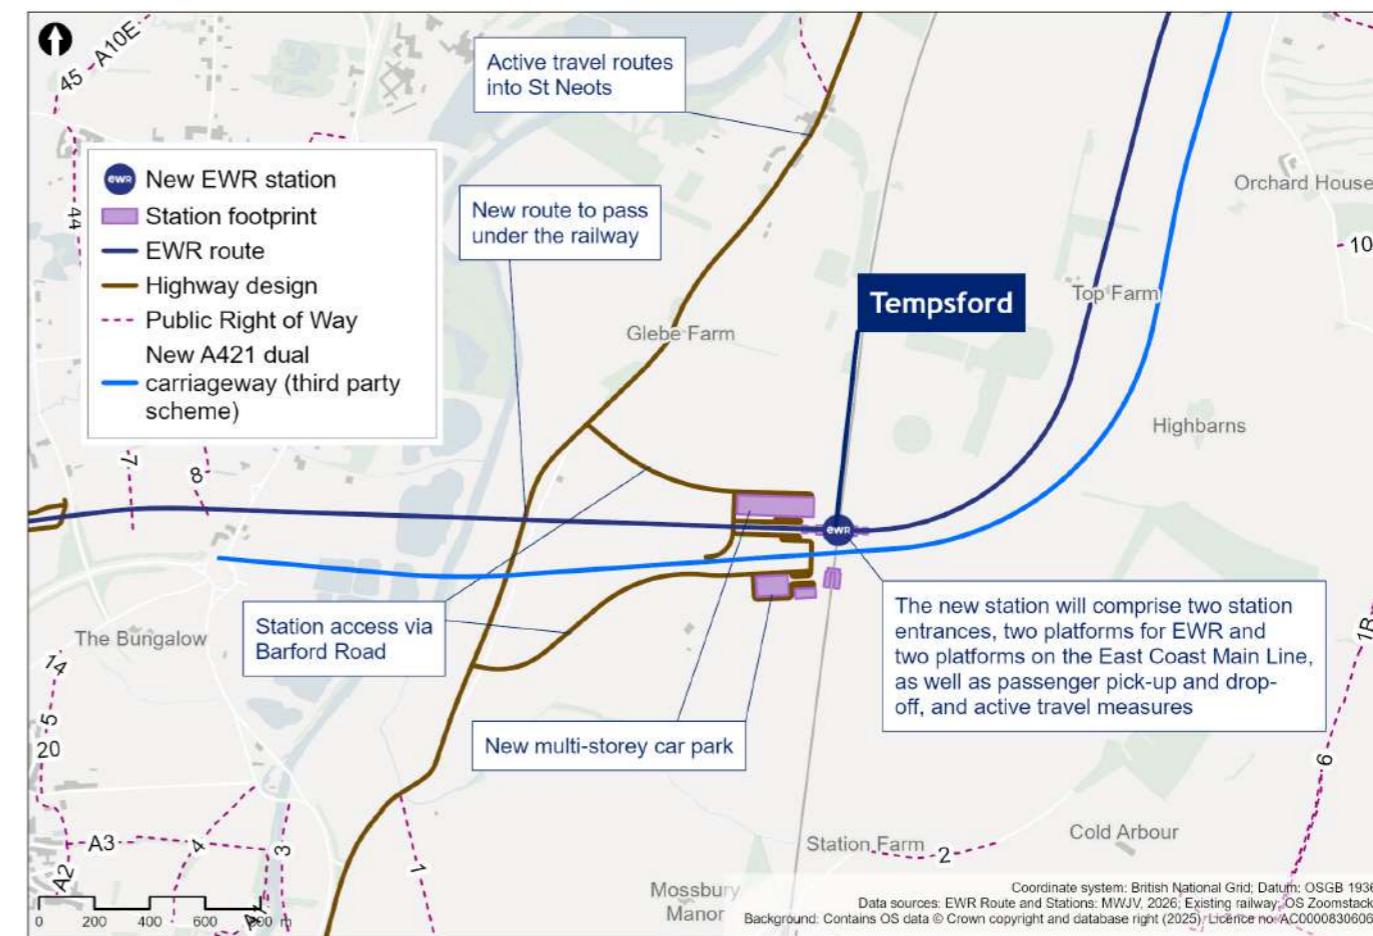 45
A10E
Active travel routes
into St Neots
ewr
New EWR station
Station footprint
EWR route
Highway design
Public Right of Way
New A421 dual
carriageway (third party
scheme)
44
New route to pass
under the railway
Orchard House
10
Tempsford
Top Farm
Glebe Farm
Highbarns
7
8
ewr
Station access via
Barford Road
The Bungalow
The new station will comprise two station
entrances, two platforms for EWR and
two platforms on the East Coast Main Line,
as well as passenger pick-up and drop-
off, and active travel measures
1B
14
5
20
New multi-storey car park
6
A3
4
3
A2
1
Station Farm
2
Cold Arbour
Mossbury
Manor
0 200 400 600 800 m
Coordinate system: British National Grid; Datum: OSGB 1936
Data sources: EWR Route and Stations: MWJV, 2026; Existing railway: OS Zoomstack
Background: Contains OS data © Crown copyright and database right (2025). Licence no. AC0000830606